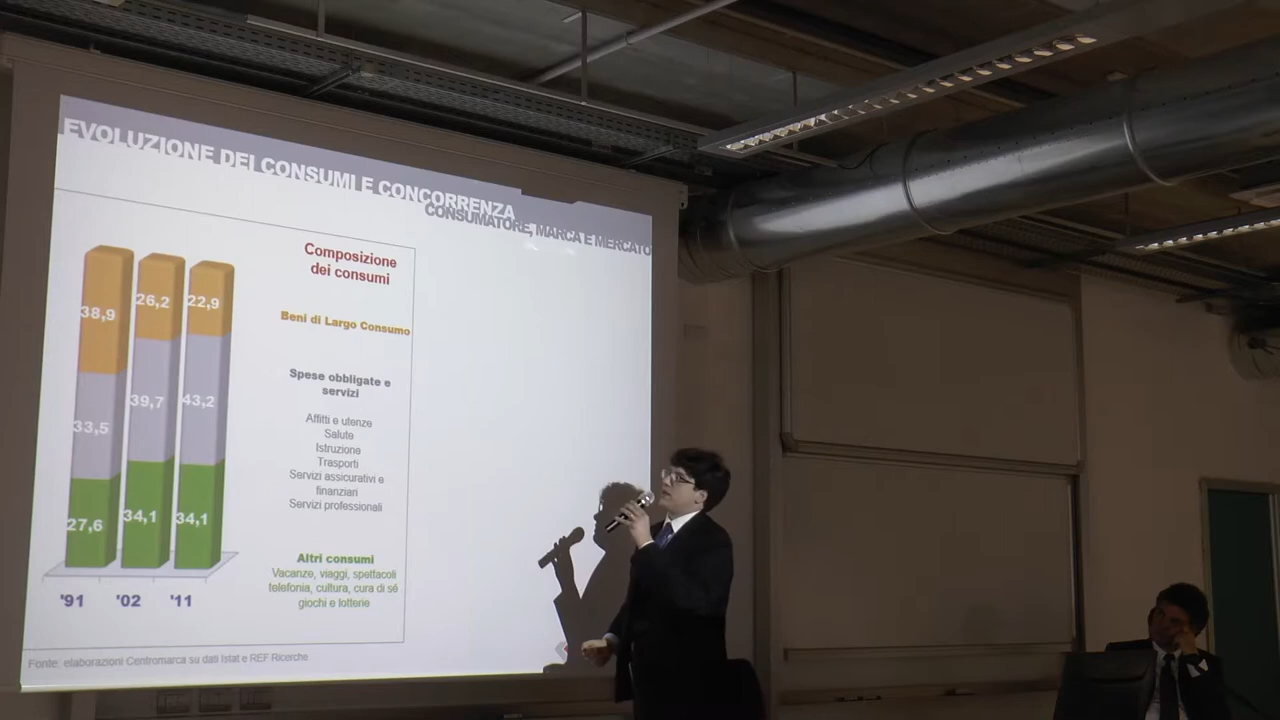 EVOLUZIONE DEI CONSUMI E CONCORRENZA
CONSUMATORE, MARCA E MERCATO
Composizione
dei consumi
38,9
26,2
22,9
Beni di Largo Consumo
33,5
39,7
43,2
Spese obbligate e
servizi
Affitti e utenze
Salute
Istruzione
Trasporti
Servizi assicurativi e
finanziari
Servizi professionali
27,6
34,1
34,1
Altri consumi
Vacanze, viaggi, spettacoli
telefonia, cultura, cura di sé
giochi e lotterie
'91
'02
'11
Fonte: elaborazioni Centromarca su dati Istat e REF Ricerche